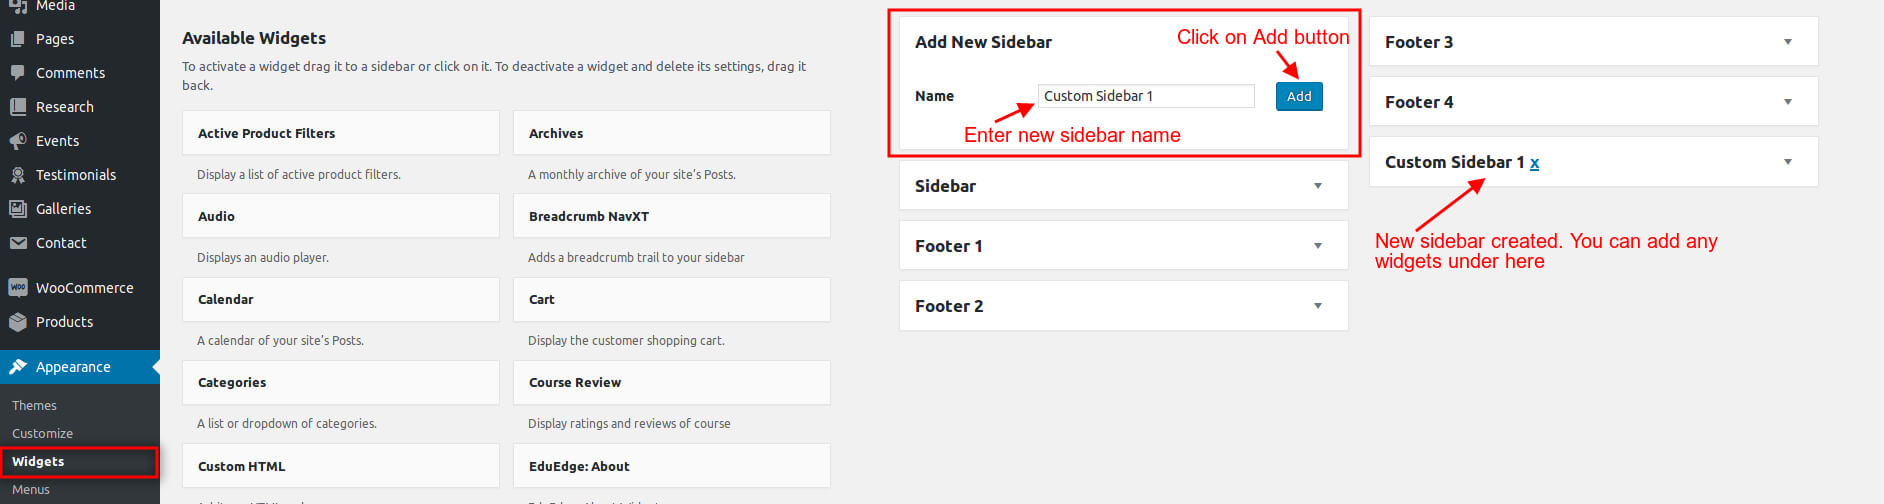 Media
Pages
Comments
Research
Events
Testimonials
Galleries
Contact
WooCommerce
Products
Appearance
Themes
Customize
Widgets
Menus
Available Widgets
To activate a widget drag it to a sidebar or click on it. To deactivate a widget and delete its settings, drag it
back.
Active Product Filters
Display a list of active product filters.
Archives
A monthly archive of your site's Posts.
Audio
Displays an audio player.
Breadcrumb NavXT
Adds a breadcrumb trail to your sidebar
Calendar
A calendar of your site's Posts.
Cart
Display the customer shopping cart.
Categories
A list or dropdown of categories.
Course Review
Display ratings and reviews of course
Custom HTML
EduEdge: About
Add New Sidebar
Click on Add button
Name
Custom Sidebar 1
Add
Enter new sidebar name
Sidebar
Footer 1
Footer 2
Footer 3
Footer 4
Custom Sidebar 1 x
New sidebar created. You can add any
widgets under here